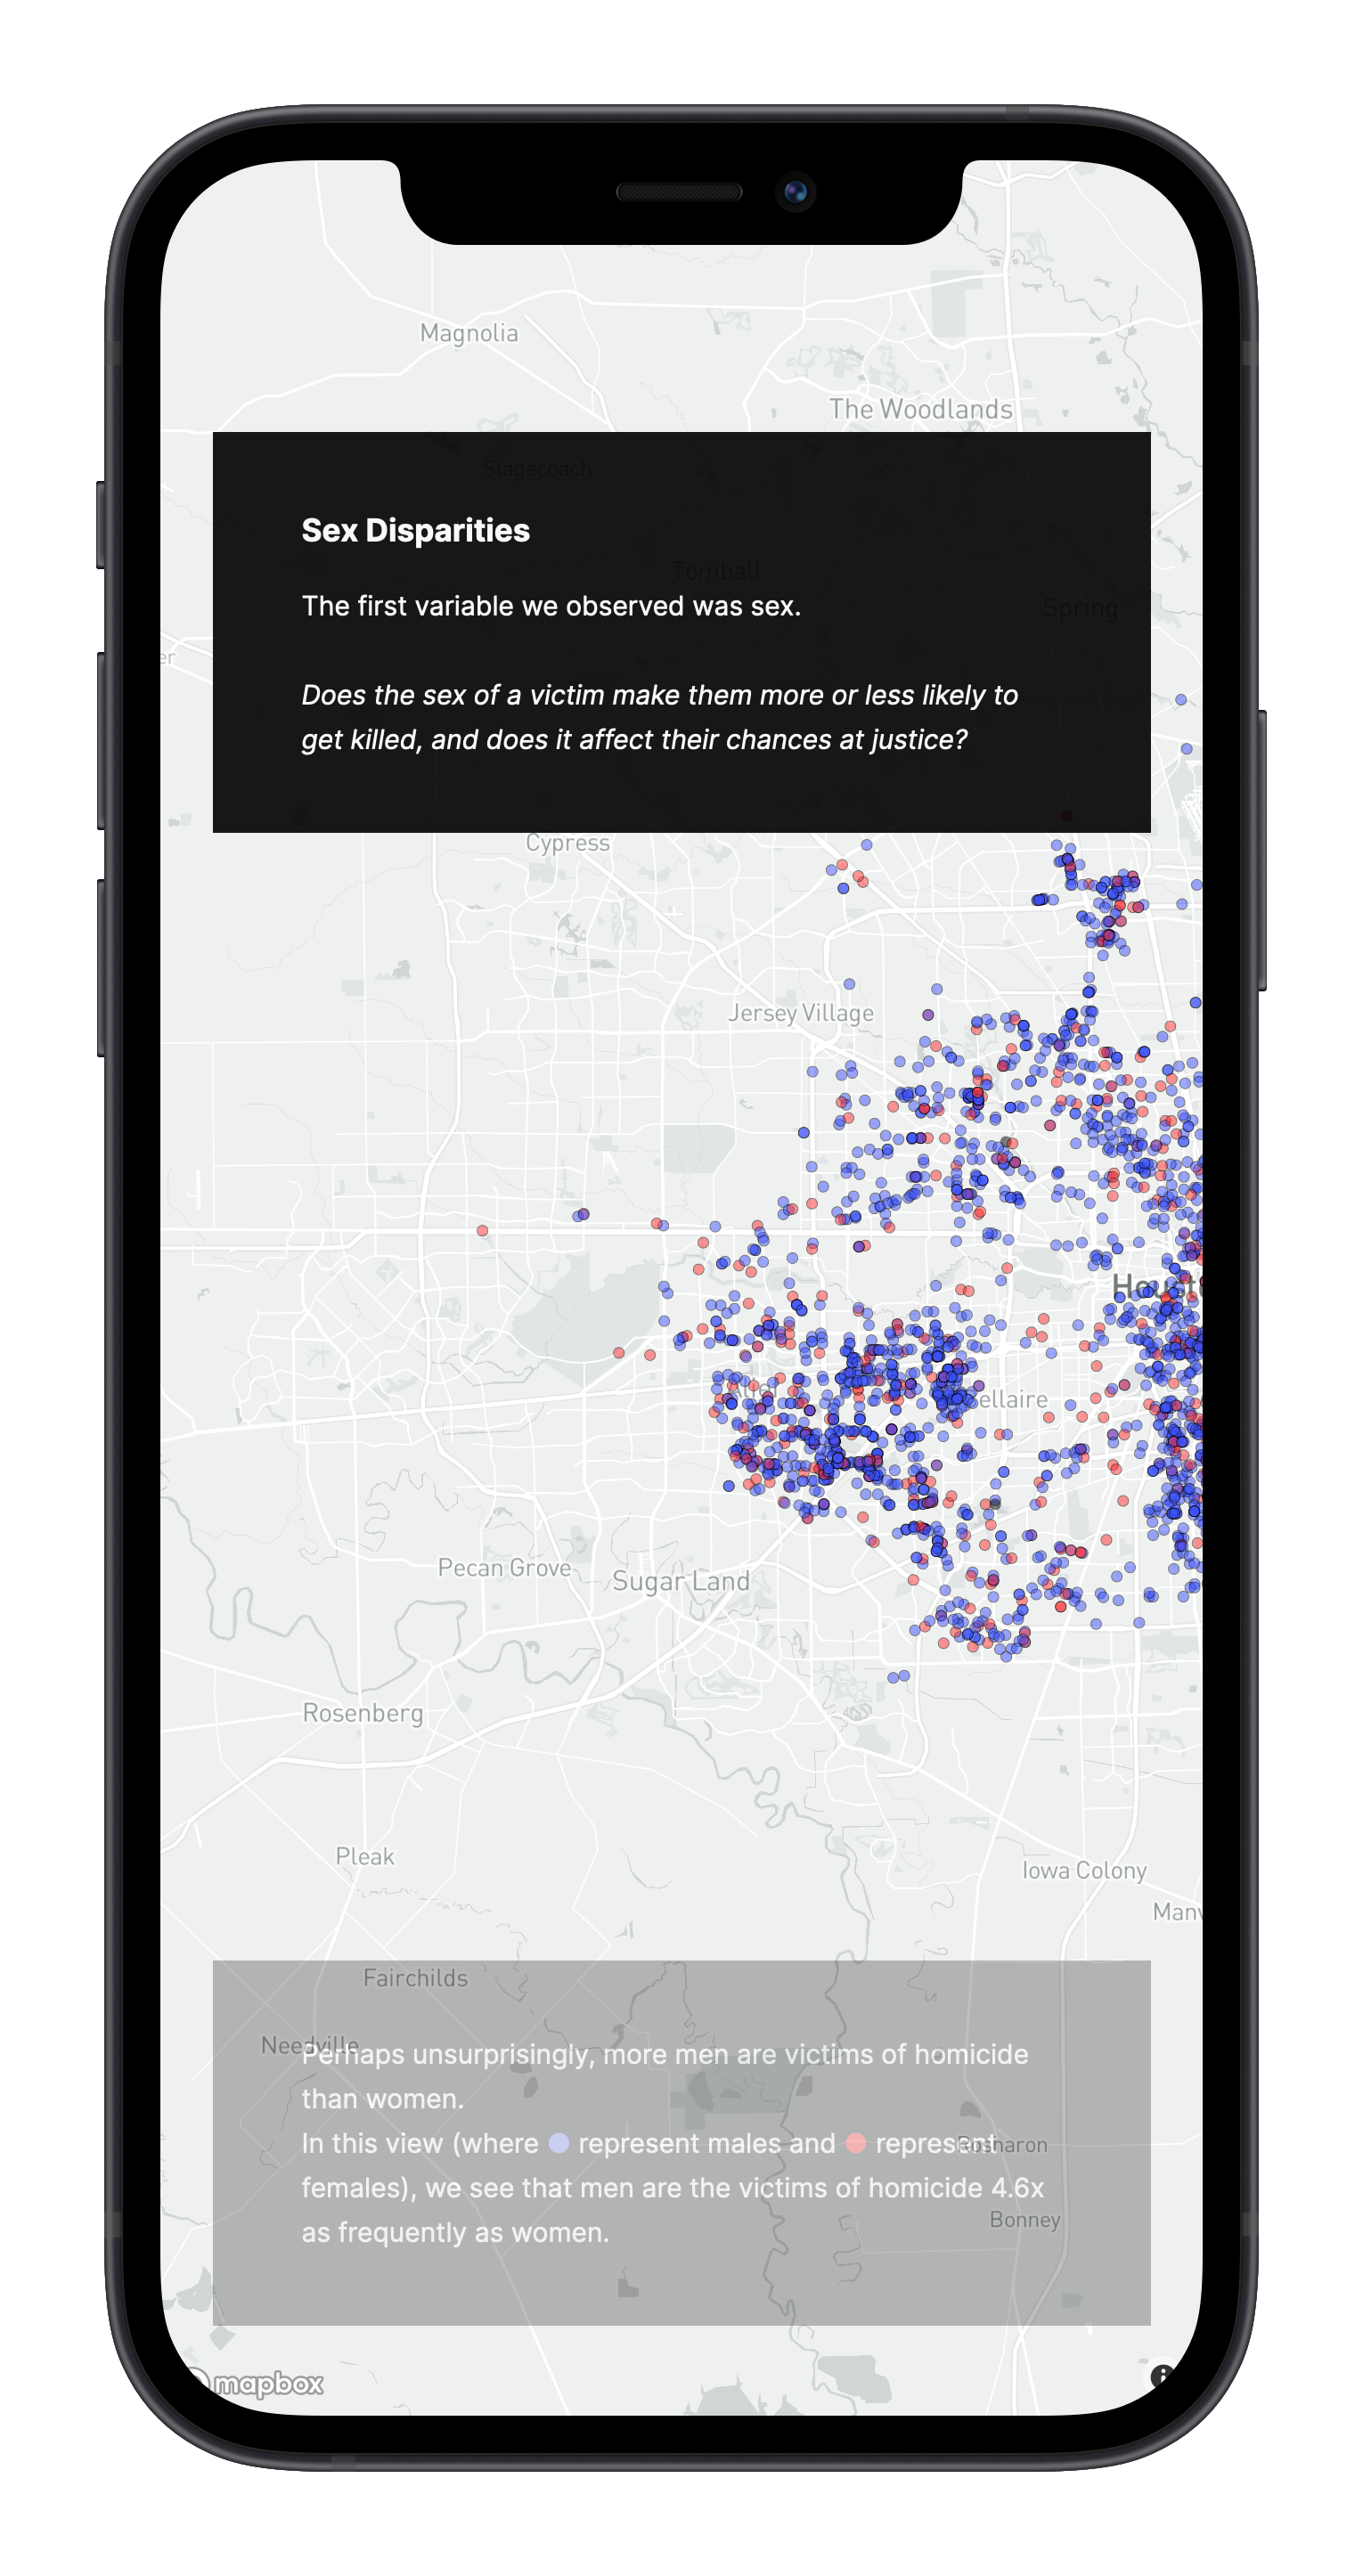 Magnolia
The Woodlands
Stagecoach
Sex Disparities
Tomball
The first variable we observed was sex.
Spring
er
Does the sex of a victim make them more or less likely to
get killed, and does it affect their chances at justice?
Cypress
Jersey Village
Houst
ellaire
Pecan Grove
Sugar Land
Rosenberg
Pleak
Iowa Colony
Manv
Fairchilds
Needville
Perhaps unsurprisingly, more men are victims of homicide
than women.
In this view (where represent males and represent
Rosharon
females), we see that men are the victims of homicide 4.6x
Bonney
as frequently as women.
mapbox